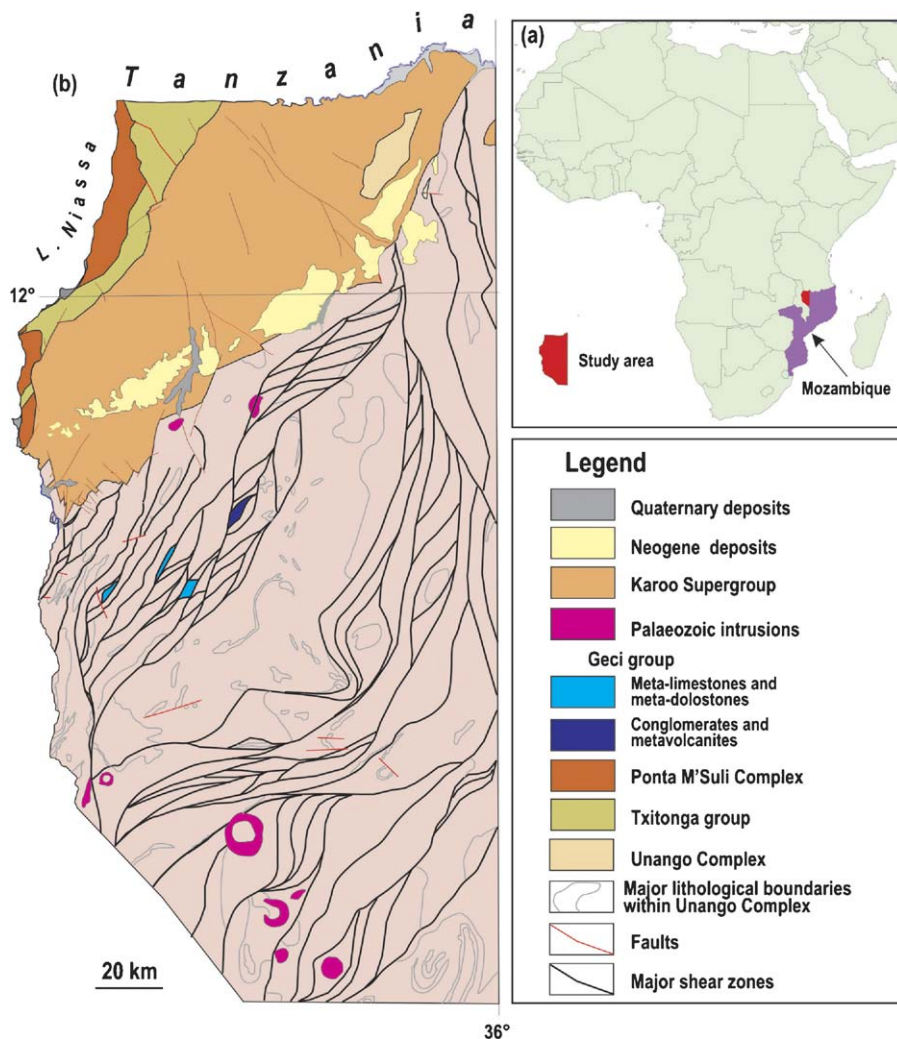 Tanzania
(b)
L. Niassa
12°
20 km
36°
(a)
Study area
Mozambique
Legend
Quaternary deposits
Neogene deposits
Karoo Supergroup
Palaeozoic intrusions
Geci group
Meta-limestones and
meta-dolostones
Conglomerates and
metavolcanites
Ponta M'Suli Complex
Txitonga group
Unango Complex
Major lithological boundaries
within Unango Complex
Faults
Major shear zones